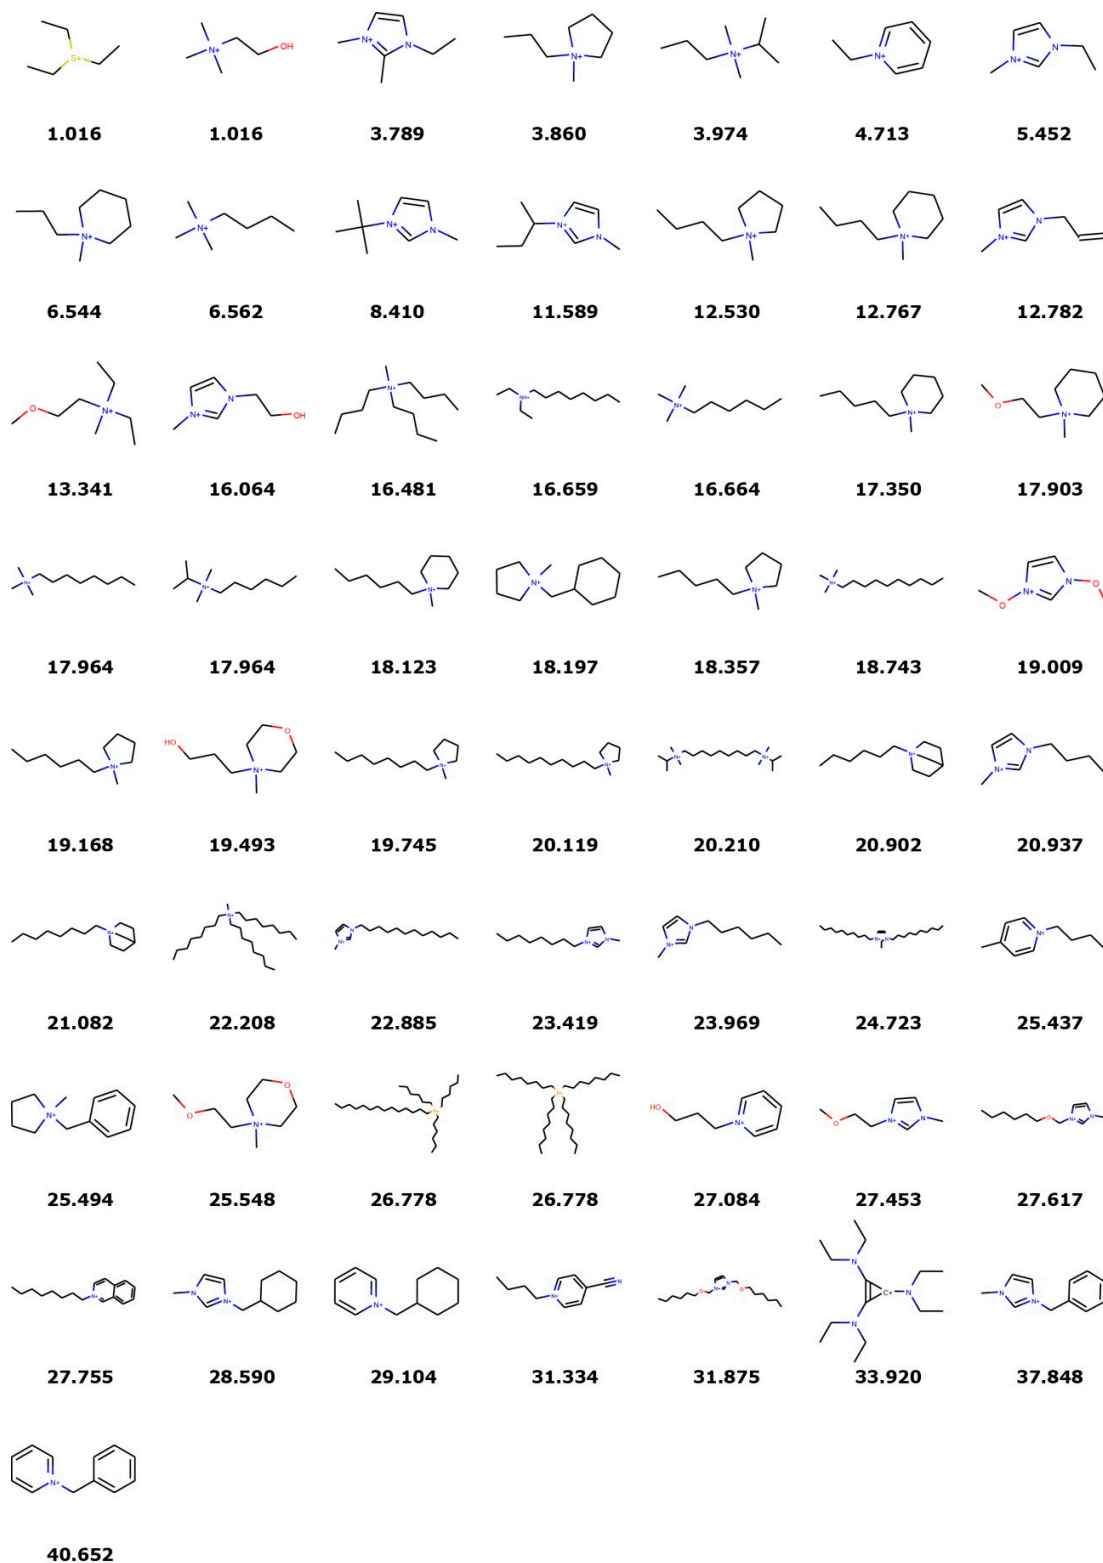 S+ N+ OH N+ N N+ N+ N+ N+ N
1.016 1.016 3.789 3.860 3.974 4.713 5.452
N+ N+ N+ N N+ N N+ N+ N N+
6.544 6.562 8.410 11.589 12.530 12.767 12.782
O N+ N N+ OH N+ NH+ N+ N+ O N+
13.341 16.064 16.481 16.659 16.664 17.350 17.903
N+ N+ N+ N+ N+ N+ O N+ N O
17.964 17.964 18.123 18.197 18.357 18.743 19.009
N+ HO O N+ N+ N+ N+ N+ N+ N N+
19.168 19.493 19.745 20.119 20.210 20.902 20.937
N+ N+ N N+ N+ N N N+ N+
21.082 22.208 22.885 23.419 23.969 24.723 25.437
N+ O O N+ HO N+ O N+ N O N+ N
25.494 25.548 26.778 26.778 27.084 27.453 27.617
N+ N N+ N+ N+ N O O N N N C+ N N+
27.755 28.590 29.104 31.334 31.875 33.920 37.848
N+
40.652